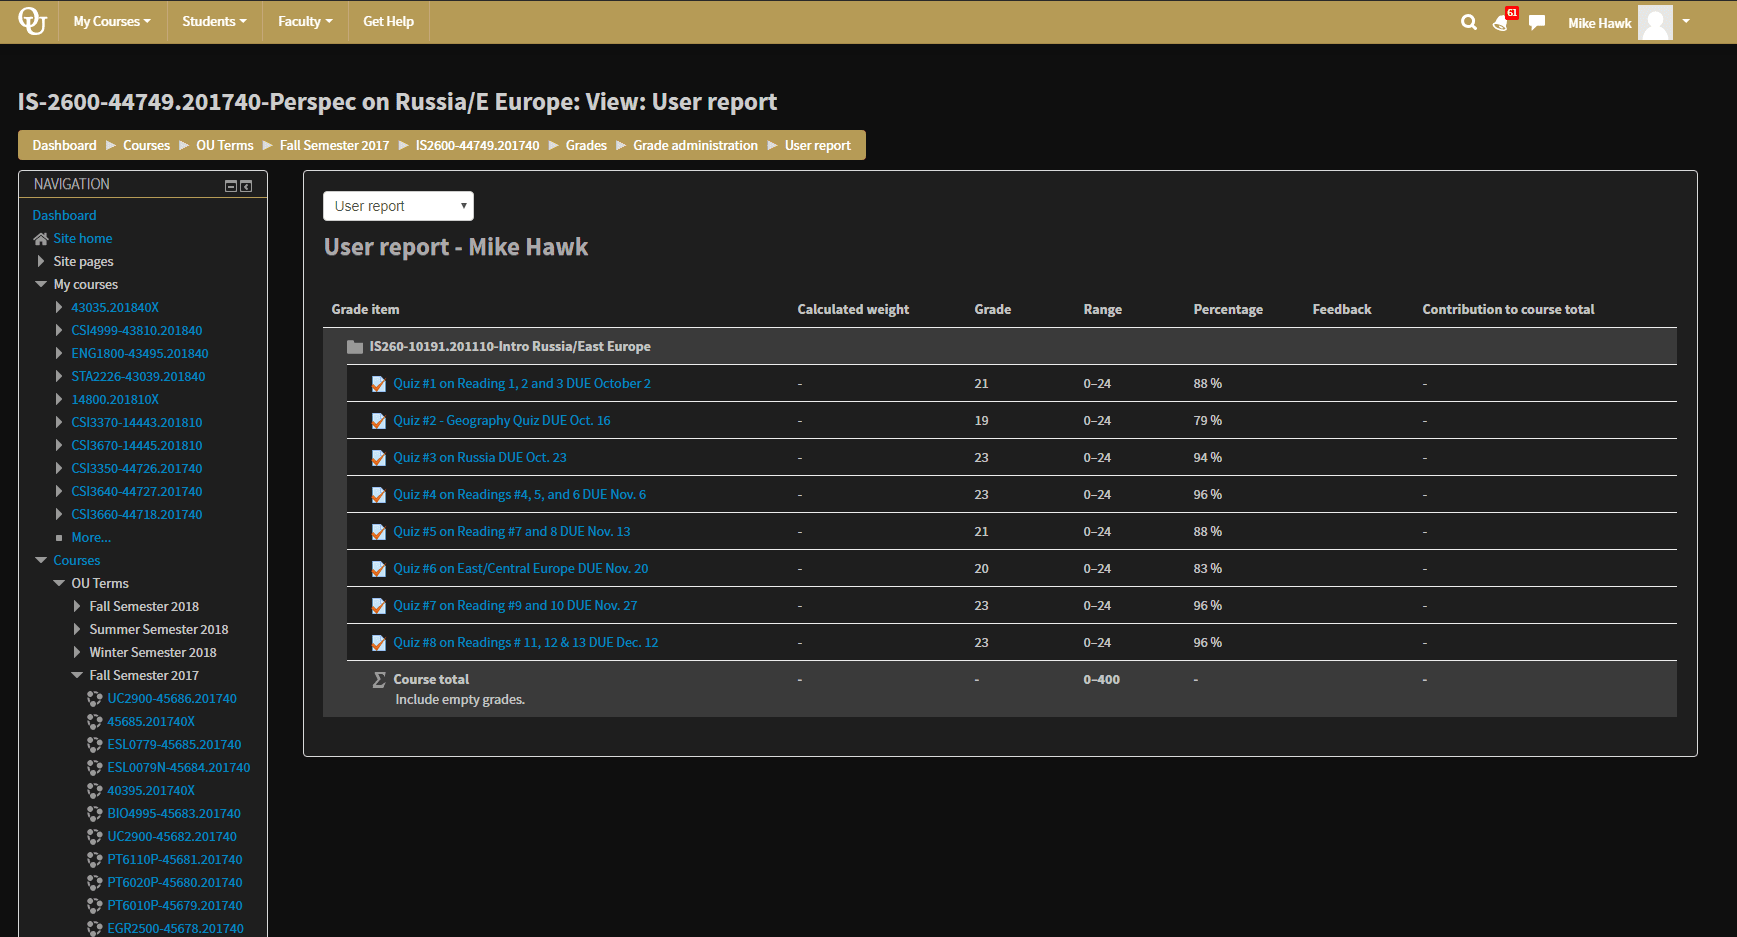 OU My Courses Students Faculty Get Help 61 Mike Hawk
IS-2600-44749.201740-Perspec on Russia/E Europe: View: User report
Dashboard Courses OU Terms Fall Semester 2017 IS2600-44749.201740 Grades Grade administration User report
NAVIGATION
Dashboard
Site home
Site pages
My courses
43035.201840X
CSI4999-43810.201840
ENG1800-43495.201840
STA2226-43039.201840
14800.201810X
CSI3370-14443.201810
CSI3670-14445.201810
CSI3350-44726.201740
CSI3640-44727.201740
CSI3660-44718.201740
More...
Courses
OU Terms
Fall Semester 2018
Summer Semester 2018
Winter Semester 2018
Fall Semester 2017
UC2900-45686.201740
45685.201740X
ESL0779-45685.201740
ESL0079N-45684.201740
40395.201740X
BIO4995-45683.201740
UC2900-45682.201740
PT6110P-45681.201740
PT6020P-45680.201740
PT6010P-45679.201740
EGR2500-45678.201740
User report
User report - Mike Hawk
Grade item Calculated weight Grade Range Percentage Feedback Contribution to course total
IS260-10191.201110-Intro Russia/East Europe
Quiz #1 on Reading 1, 2 and 3 DUE October 2 - 21 0–24 88 % -
Quiz #2 - Geography Quiz DUE Oct. 16 - 19 0–24 79 % -
Quiz #3 on Russia DUE Oct. 23 - 23 0–24 94 % -
Quiz #4 on Readings #4, 5, and 6 DUE Nov. 6 - 23 0–24 96 % -
Quiz #5 on Reading #7 and 8 DUE Nov. 13 - 21 0–24 88 % -
Quiz #6 on East/Central Europe DUE Nov. 20 - 20 0–24 83 % -
Quiz #7 on Reading #9 and 10 DUE Nov. 27 - 23 0–24 96 % -
Quiz #8 on Readings # 11, 12 & 13 DUE Dec. 12 - 23 0–24 96 % -
Course total - - 0–400 - -
Include empty grades.